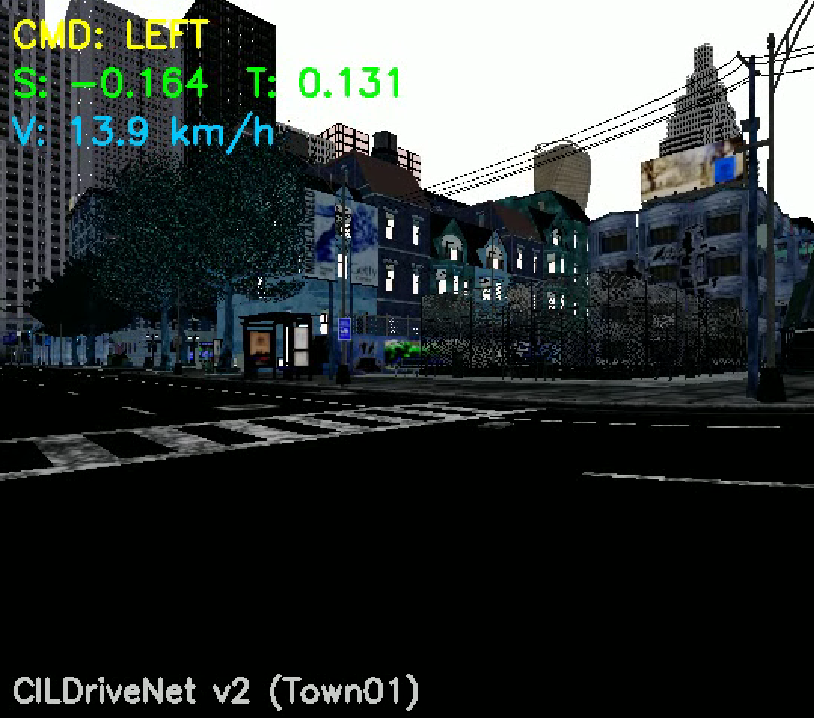 CMD: LEFT
S: -0.164 T: 0.131
V: 13.9 km/h
CILDriveNet v2 (Town01)